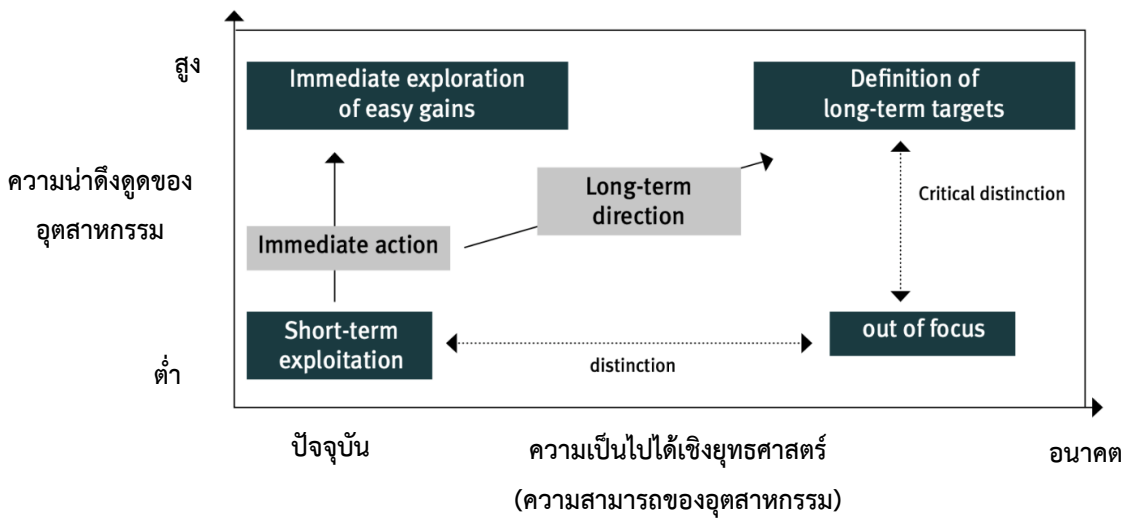 สูง
Immediate exploration
of easy gains
Definition of
long-term targets
ความน่าดึงดูดของ
อุตสาหกรรม
Long-term
direction
Critical distinction
Immediate action
Short-term
exploitation
out of focus
distinction
ต่ำ
ปัจจุบัน
ความเป็นไปได้เชิงยุทธศาสตร์
(ความสามารถของอุตสาหกรรม)
อนาคต